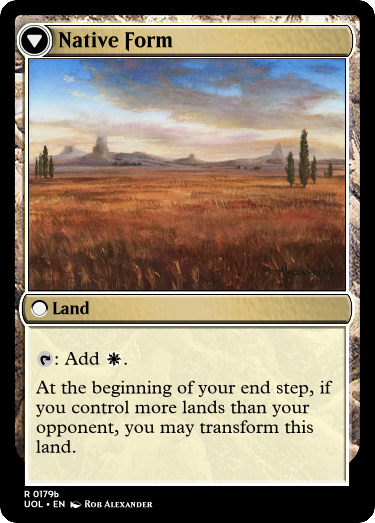 Native Form
Land
: Add .
At the beginning of your end step, if
you control more lands than your
opponent, you may transform this
land.
R 0179b
UOL • EN Rob Alexander